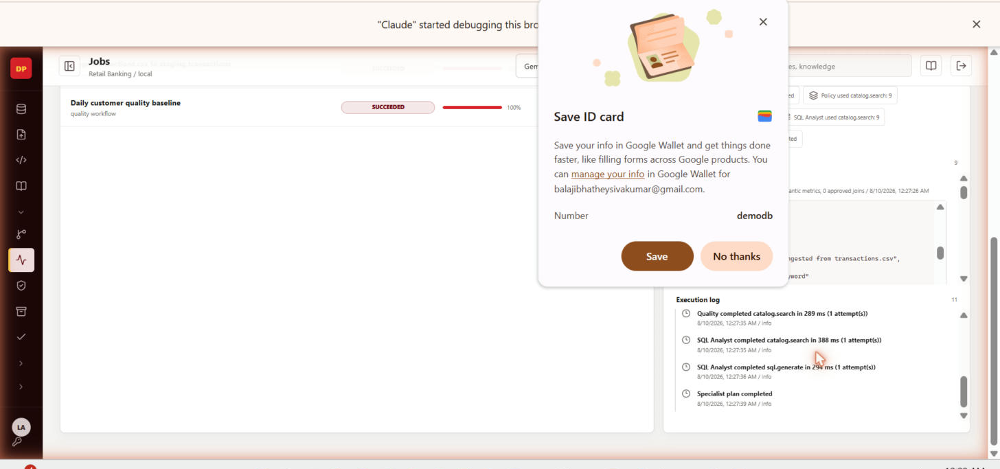 "Claude" started debugging this bro
DP
Jobs
Retail Banking / local
SUCCEEDED
Gem
es, knowledge
Daily customer quality baseline
quality workflow
SUCCEEDED
100%
Save ID card
Save your info in Google Wallet and get things done
faster, like filling forms across Google products. You
can manage your info in Google Wallet for
balajibhatheysivakumar@gmail.com.
Number
demodb
Save
No thanks
ed
Policy used catalog.search: 9
SQL Analyst used catalog.search: 9
ted
9
antic metrics, 0 approved joins / 8/10/2026, 12:27:26 AM
ngested from transactions.csv",
yword"
Execution log
11
Quality completed catalog.search in 289 ms (1 attempt(s))
8/10/2026, 12:27:35 AM / info
SQL Analyst completed catalog.search in 388 ms (1 attempt(s))
8/10/2026, 12:27:35 AM / info
SQL Analyst completed sql.generate in 294 ms (1 attempt(s))
8/10/2026, 12:27:36 AM / info
Specialist plan completed
8/10/2026, 12:27:39 AM / info
LA